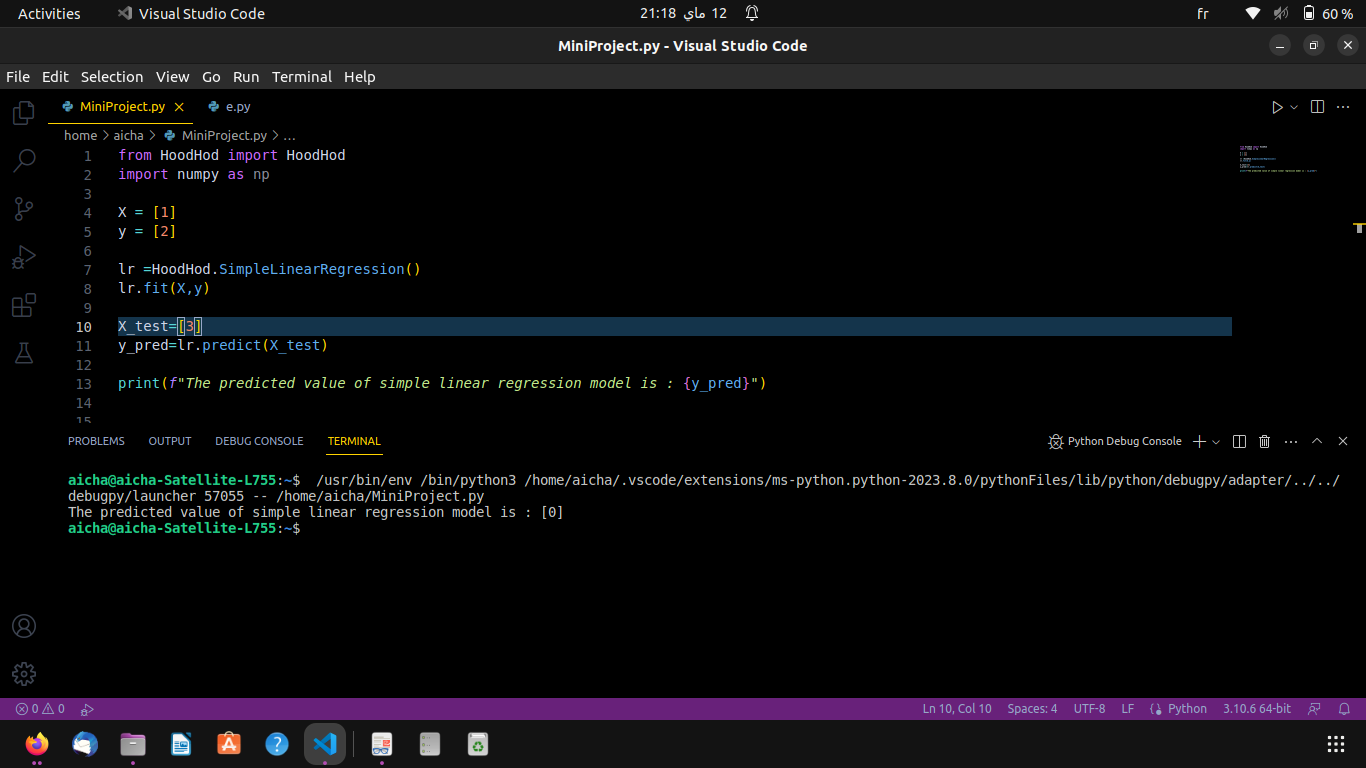 Activities Visual Studio Code 12 ماي 21:18 fr 60 %
MiniProject.py - Visual Studio Code
File Edit Selection View Go Run Terminal Help
MiniProject.py e.py
home > aicha > MiniProject.py > ...
1 from HoodHod import HoodHod
2 import numpy as np
3
4 X = [1]
5 y = [2]
6
7 lr =HoodHod.SimpleLinearRegression()
8 lr.fit(X,y)
9
10 X_test=[3]
11 y_pred=lr.predict(X_test)
12
13 print(f"The predicted value of simple linear regression model is : {y_pred}")
14
15
PROBLEMS OUTPUT DEBUG CONSOLE TERMINAL Python Debug Console
aicha@aicha-Satellite-L755:~$  /usr/bin/env /bin/python3 /home/aicha/.vscode/extensions/ms-python.python-2023.8.0/pythonFiles/lib/python/debugpy/adapter/../../
debugpy/launcher 57055 -- /home/aicha/MiniProject.py
The predicted value of simple linear regression model is : [0]
aicha@aicha-Satellite-L755:~$
0 0 Ln 10, Col 10 Spaces: 4 UTF-8 LF Python 3.10.6 64-bit